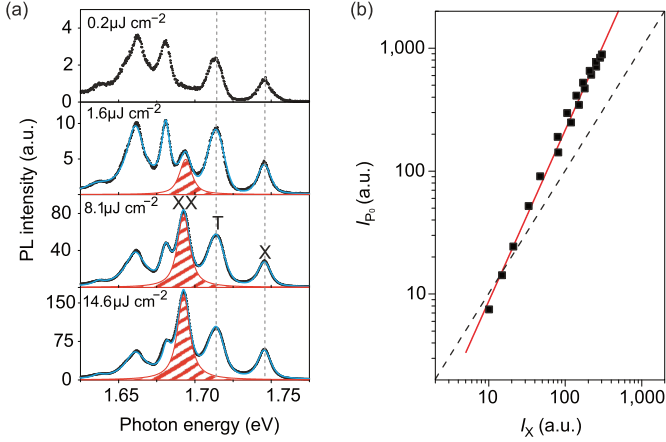 (a)
0.2μJ cm⁻²
4
2
0
1.6μJ cm⁻²
10
5
8.1μJ cm⁻²
XX
T
X
80
40
14.6μJ cm⁻²
150
75
0
1.65 1.70 1.75
PL intensity (a.u.)
Photon energy (eV)
(b)
1,000
100
10
10 100 1,000
I_P₀ (a.u.)
I_X (a.u.)